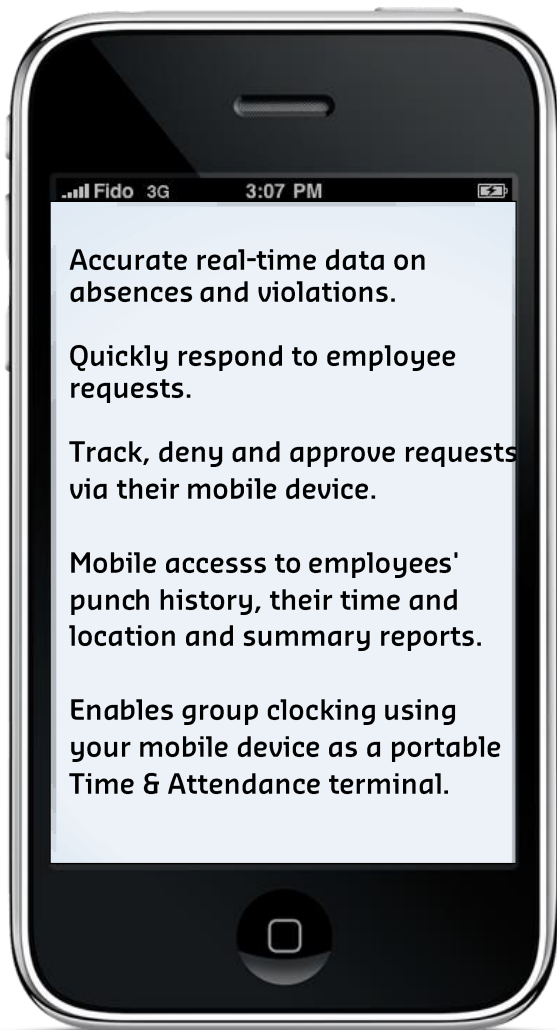 Fido 3G 3:07 PM
Accurate real-time data on
absences and violations.
Quickly respond to employee
requests.
Track, deny and approve requests
via their mobile device.
Mobile accesss to employees'
punch history, their time and
location and summary reports.
Enables group clocking using
your mobile device as a portable
Time & Attendance terminal.